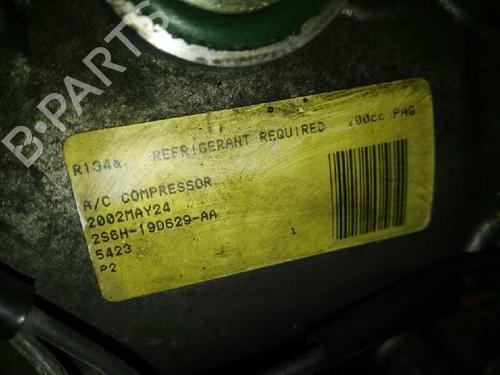 B-PARTS
R134a. REFRIGERANT REQUIRED 200cc PAG
A/C COMPRESSOR
2002MAY24
2S6H-19D629-AA
5423
P2
1